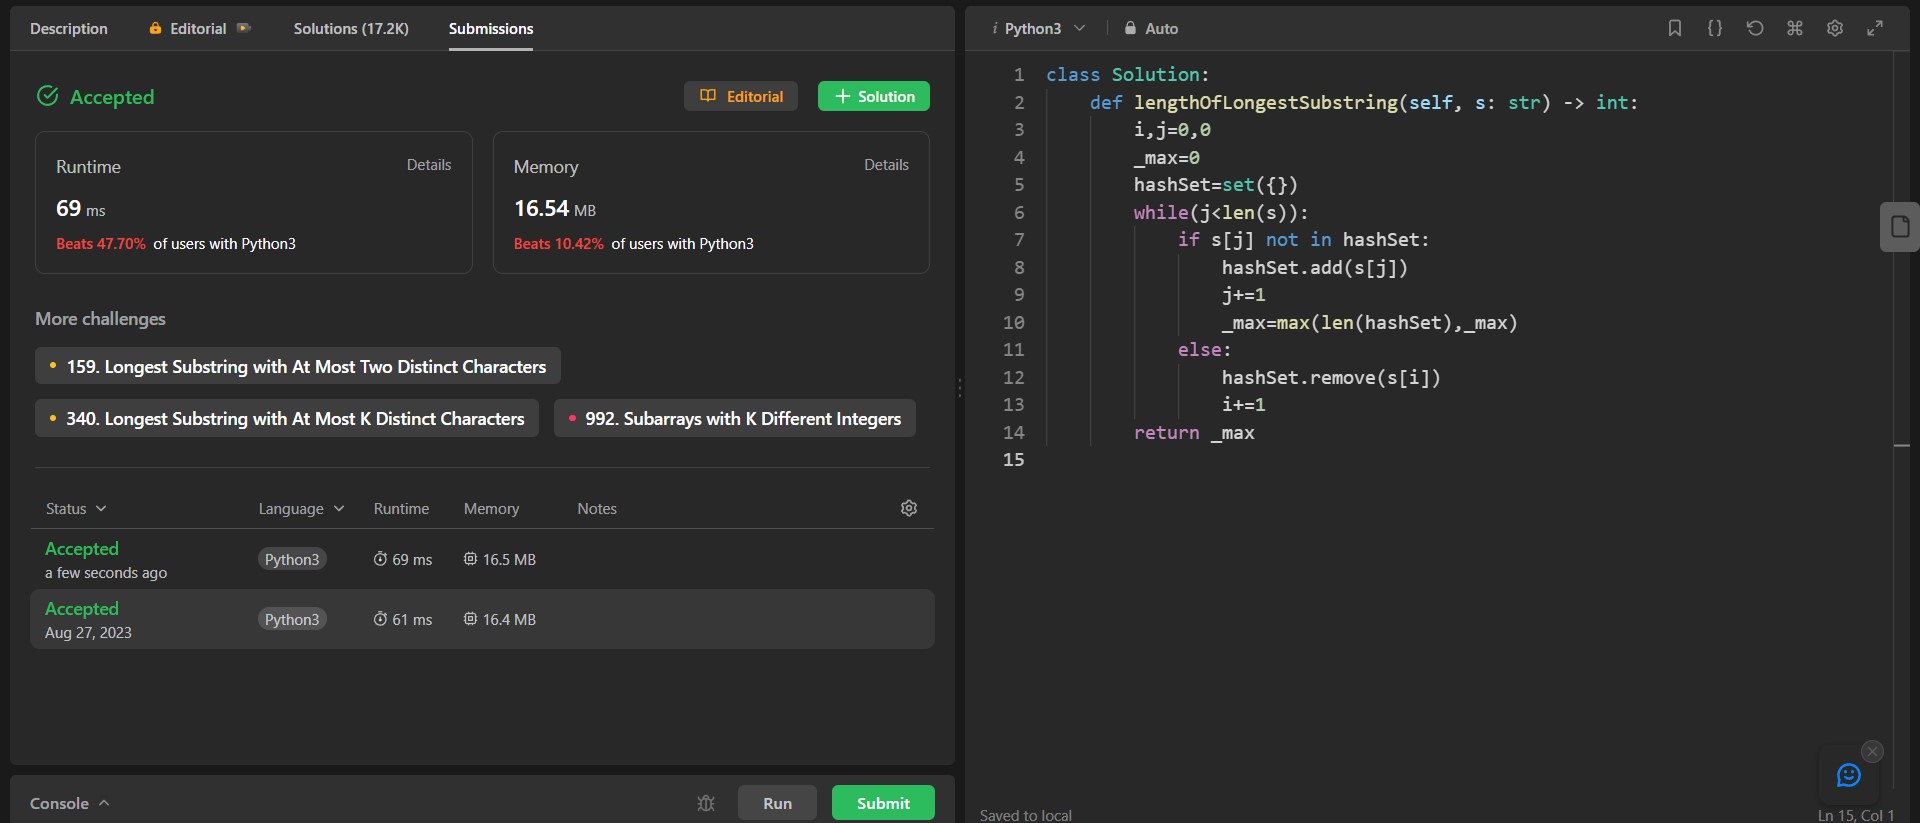 Description Editorial Solutions (17.2K) Submissions
Accepted Editorial + Solution
Runtime Details
69 ms
Beats 47.70% of users with Python3
Memory Details
16.54 MB
Beats 10.42% of users with Python3
More challenges
159. Longest Substring with At Most Two Distinct Characters
340. Longest Substring with At Most K Distinct Characters 992. Subarrays with K Different Integers
Status Language Runtime Memory Notes
Accepted
a few seconds ago Python3 69 ms 16.5 MB
Accepted
Aug 27, 2023 Python3 61 ms 16.4 MB
Console Run Submit
i Python3 Auto {}
1 class Solution:
2     def lengthOfLongestSubstring(self, s: str) -> int:
3         i,j=0,0
4         _max=0
5         hashSet=set({})
6         while(j<len(s)):
7             if s[j] not in hashSet:
8                 hashSet.add(s[j])
9                 j+=1
10                 _max=max(len(hashSet),_max)
11             else:
12                 hashSet.remove(s[i])
13                 i+=1
14         return _max
15
Saved to local Ln 15, Col 1